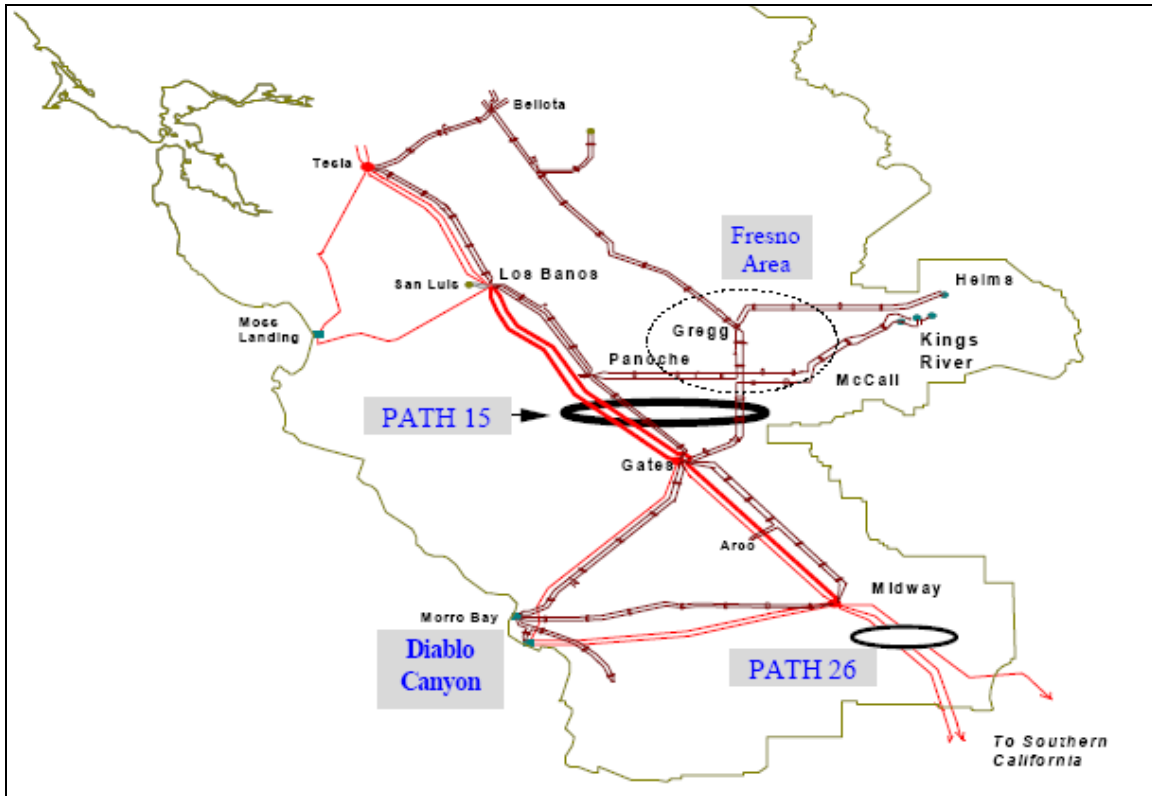 Bellota
Tesla
Fresno
Area
Los Banos
San Luis
Helms
Moss
Landing
Gregg
Kings
River
Panoche
McCall
PATH 15
Gates
Arco
Midway
Morro Bay
Diablo
Canyon
PATH 26
To Southern
California